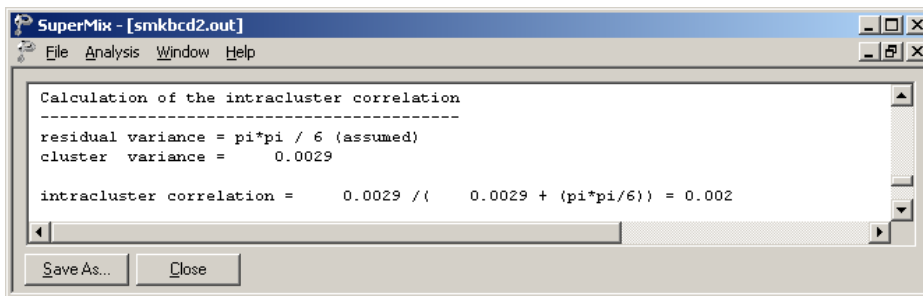 SuperMix - [smkbcd2.out]
File Analysis Window Help
Calculation of the intracluster correlation
-------------------------------------------
residual variance = pi*pi / 6 (assumed)
cluster  variance =     0.0029
intracluster correlation =     0.0029 /(    0.0029 + (pi*pi/6)) = 0.002
Save As... Close